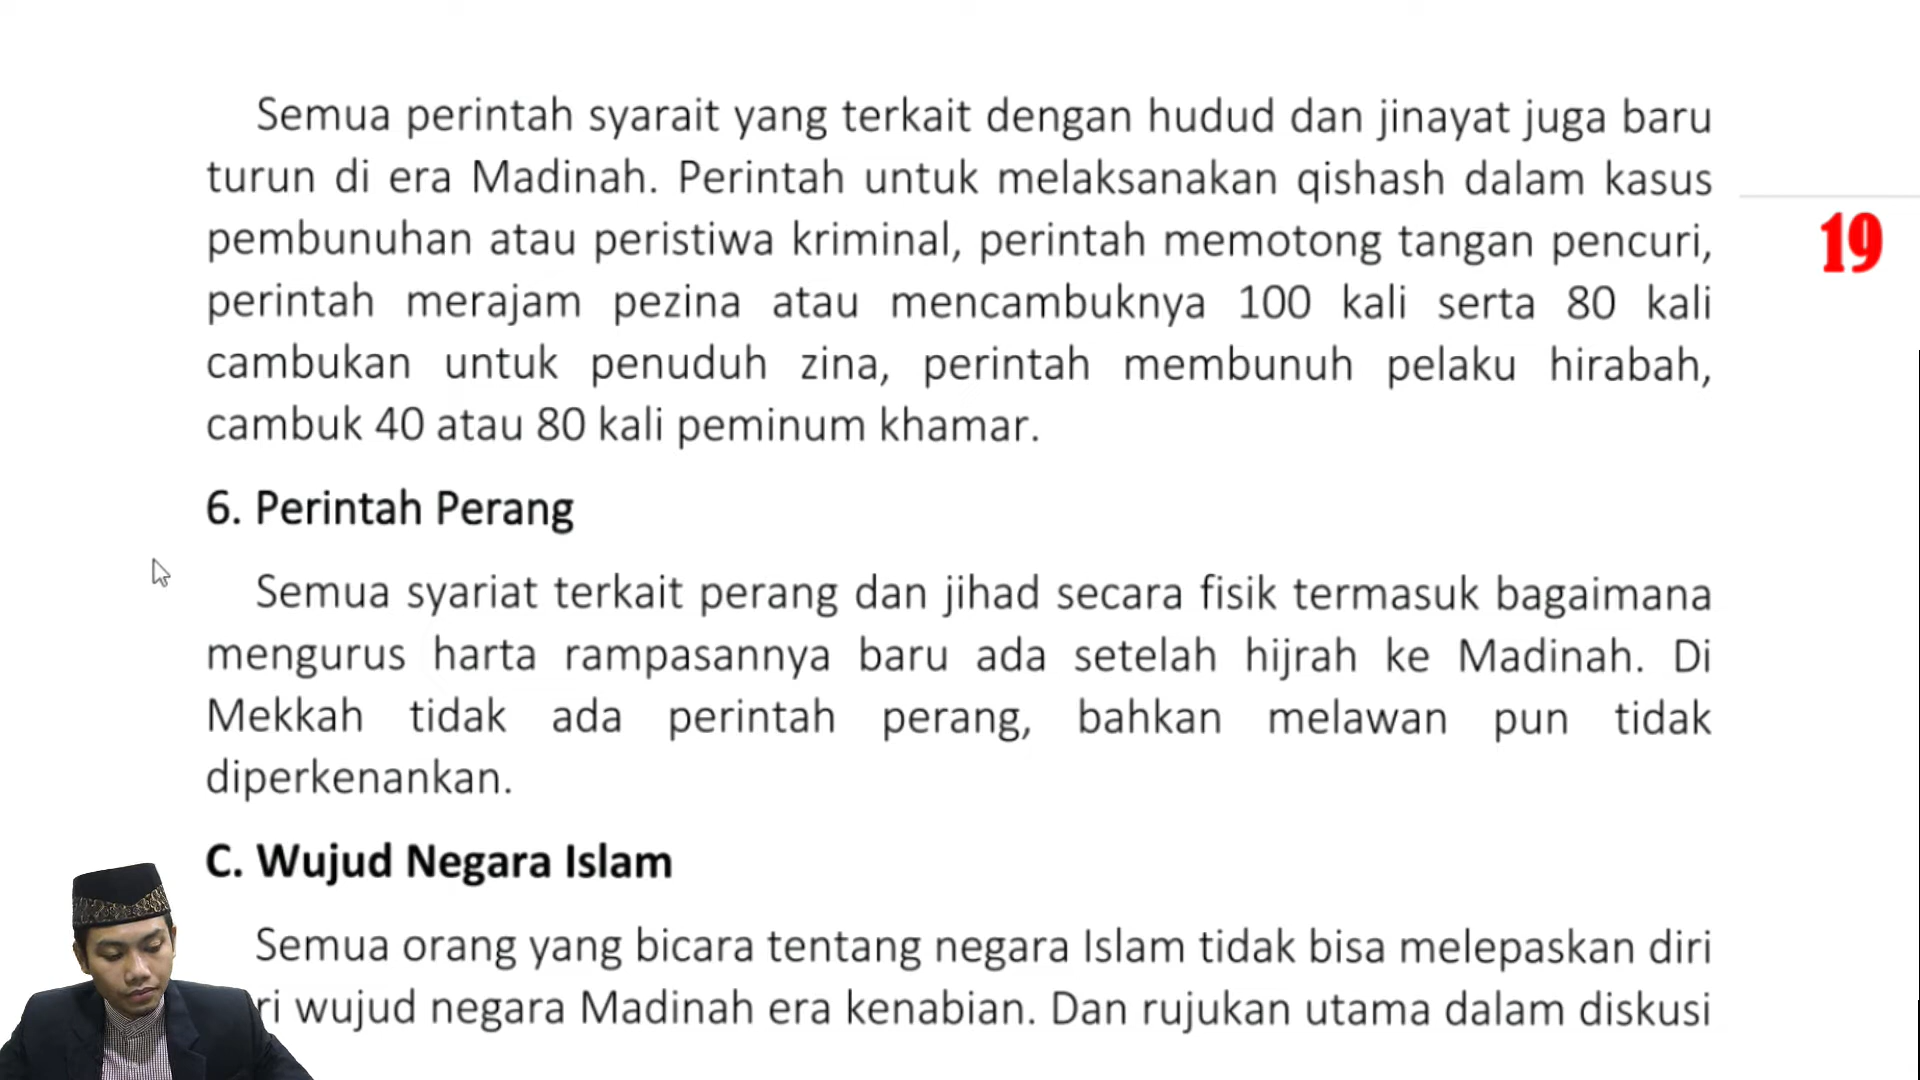 Semua perintah syarait yang terkait dengan hudud dan jinayat juga baru
turun di era Madinah. Perintah untuk melaksanakan qishash dalam kasus
pembunuhan atau peristiwa kriminal, perintah memotong tangan pencuri,
perintah merajam pezina atau mencambuknya 100 kali serta 80 kali
cambukan untuk penuduh zina, perintah membunuh pelaku hirabah,
cambuk 40 atau 80 kali peminum khamar.
19
6. Perintah Perang
Semua syariat terkait perang dan jihad secara fisik termasuk bagaimana
mengurus harta rampasannya baru ada setelah hijrah ke Madinah. Di
Mekkah tidak ada perintah perang, bahkan melawan pun tidak
diperkenankan.
C. Wujud Negara Islam
Semua orang yang bicara tentang negara Islam tidak bisa melepaskan diri
ri wujud negara Madinah era kenabian. Dan rujukan utama dalam diskusi